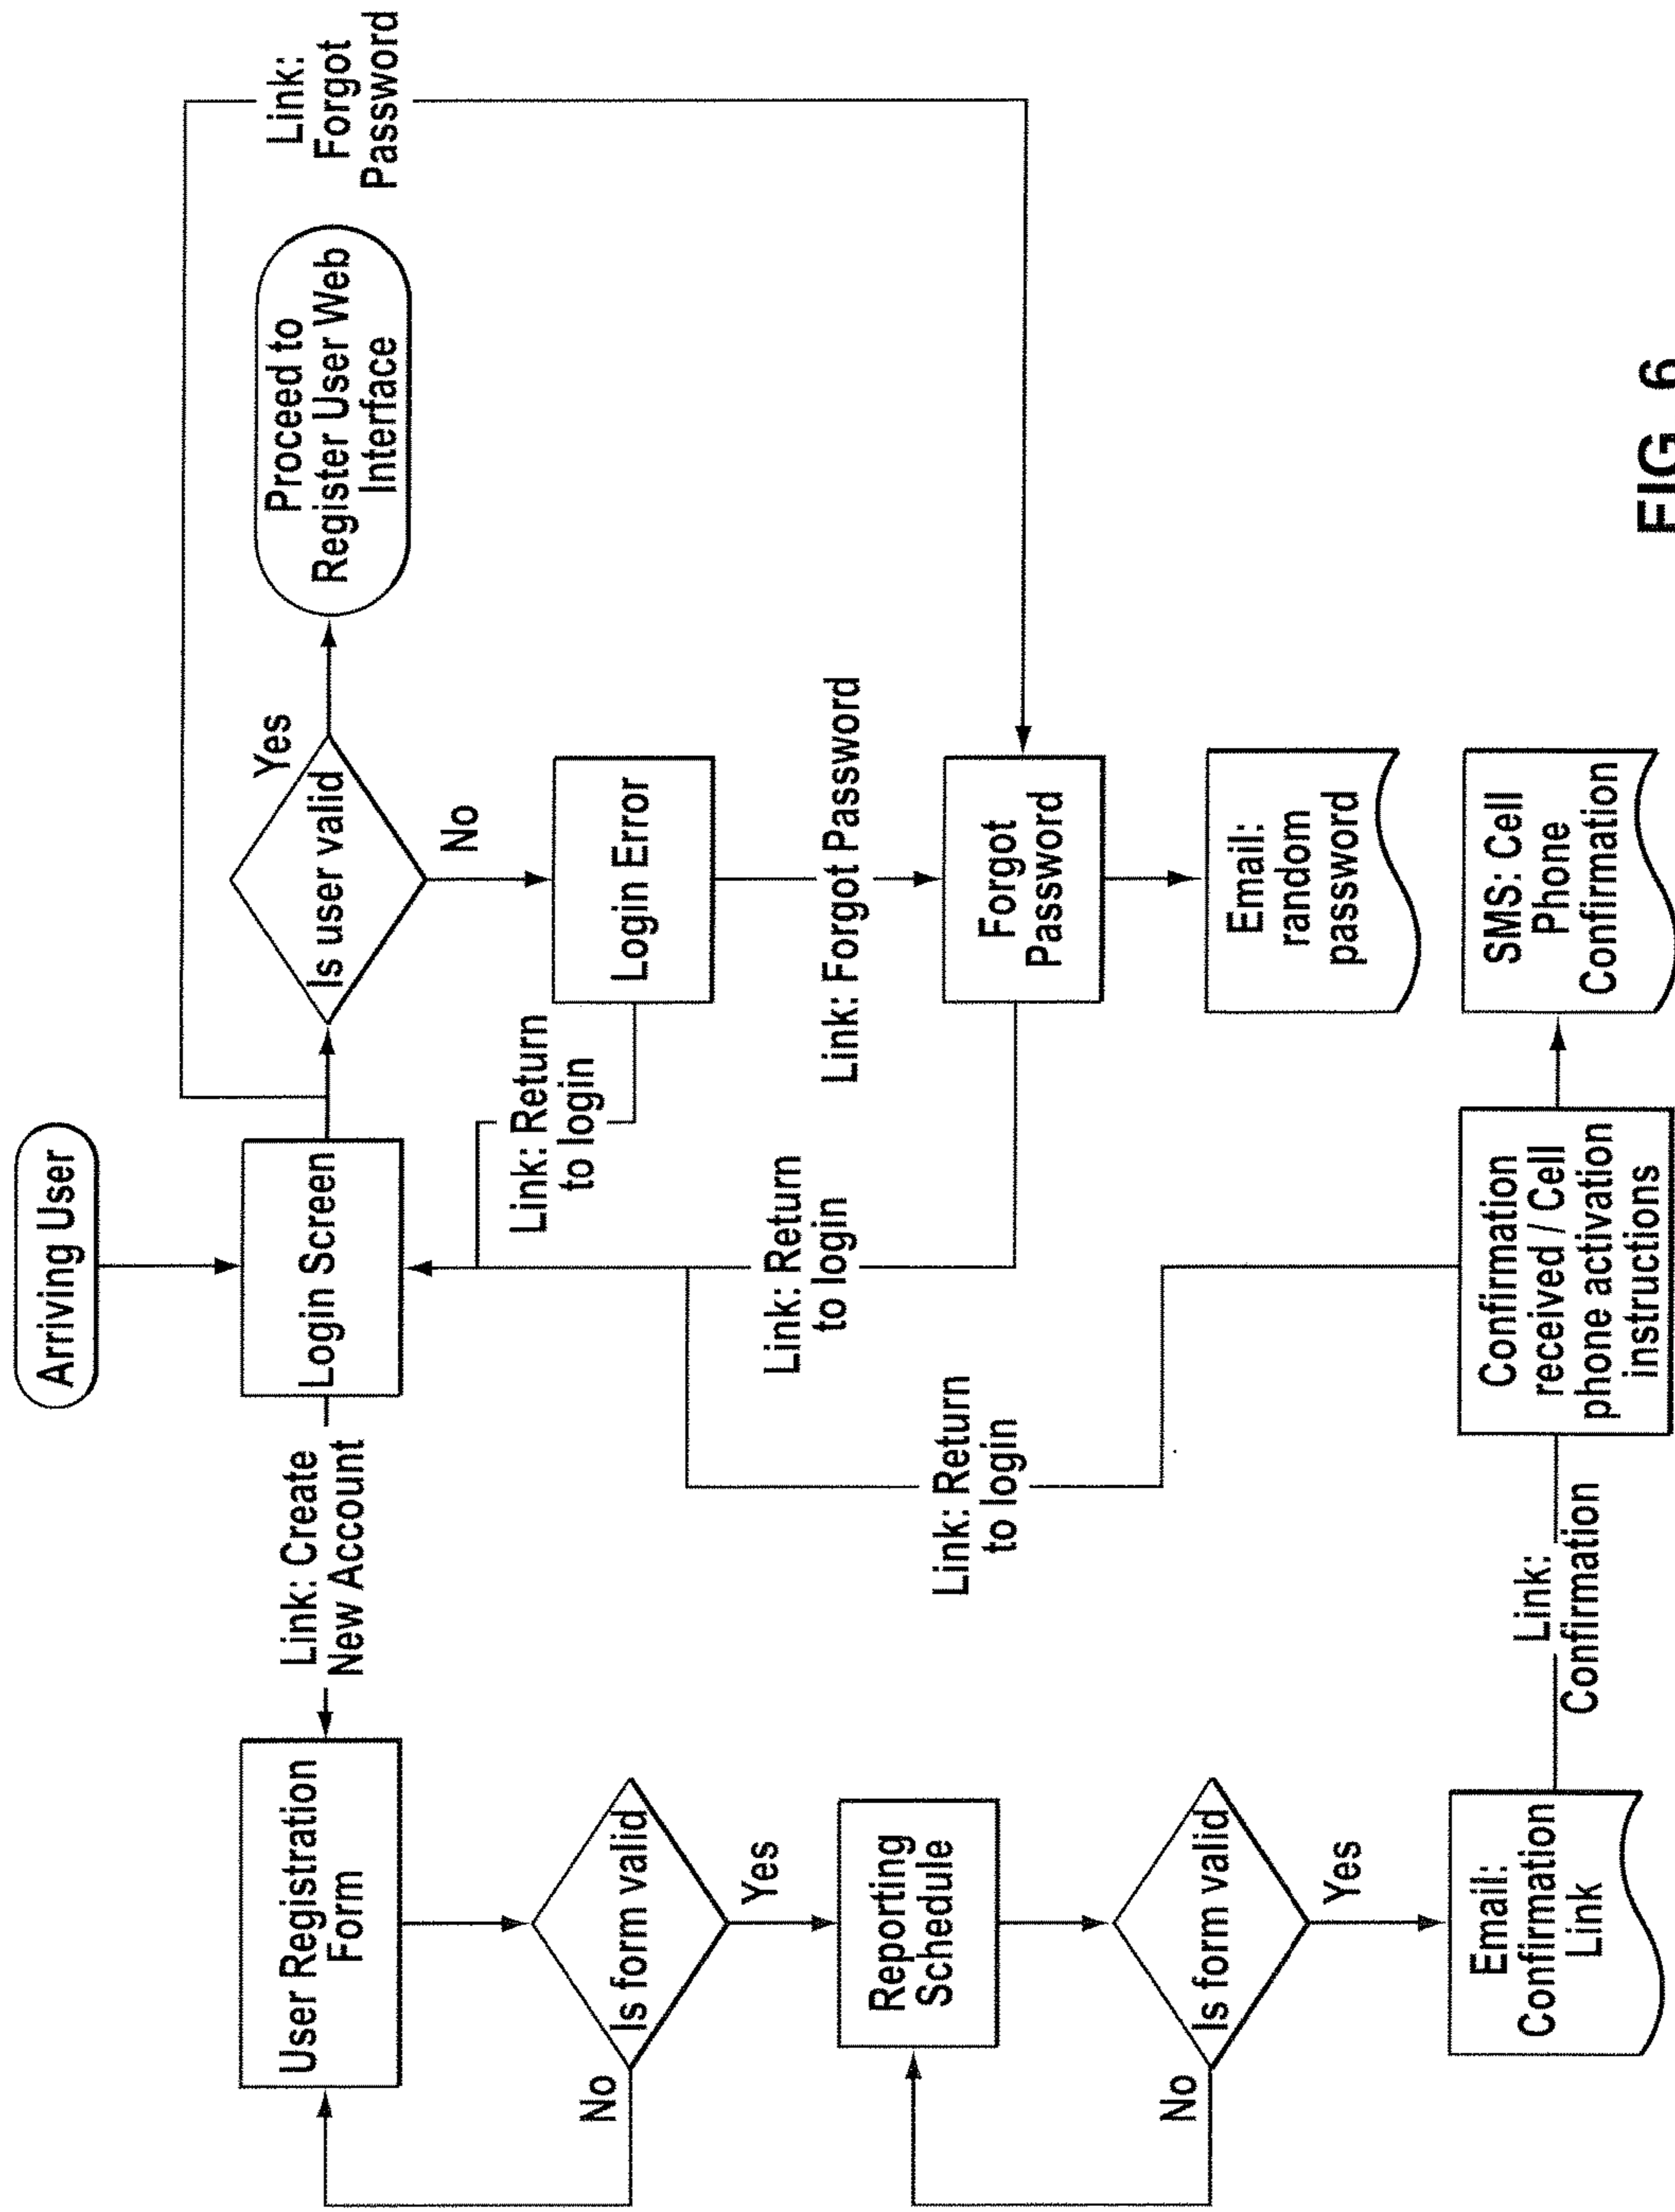 Arriving User
Link: Create
New Account
Login Screen
Is user valid
Yes
No
Proceed to
Register User Web
Interface
Link:
Forgot
Password
User Registration
Form
Is form valid
No
Yes
Reporting
Schedule
Is form valid
No
Yes
Email:
Confirmation
Link
Link:
Confirmation
Confirmation
received / Cell
phone activation
instructions
SMS: Cell
Phone
Confirmation
Link: Return
to login
Link: Return
to login
Link: Return
to login
Login Error
Link: Forgot Password
Forgot
Password
Email:
random
password
FIG. 6